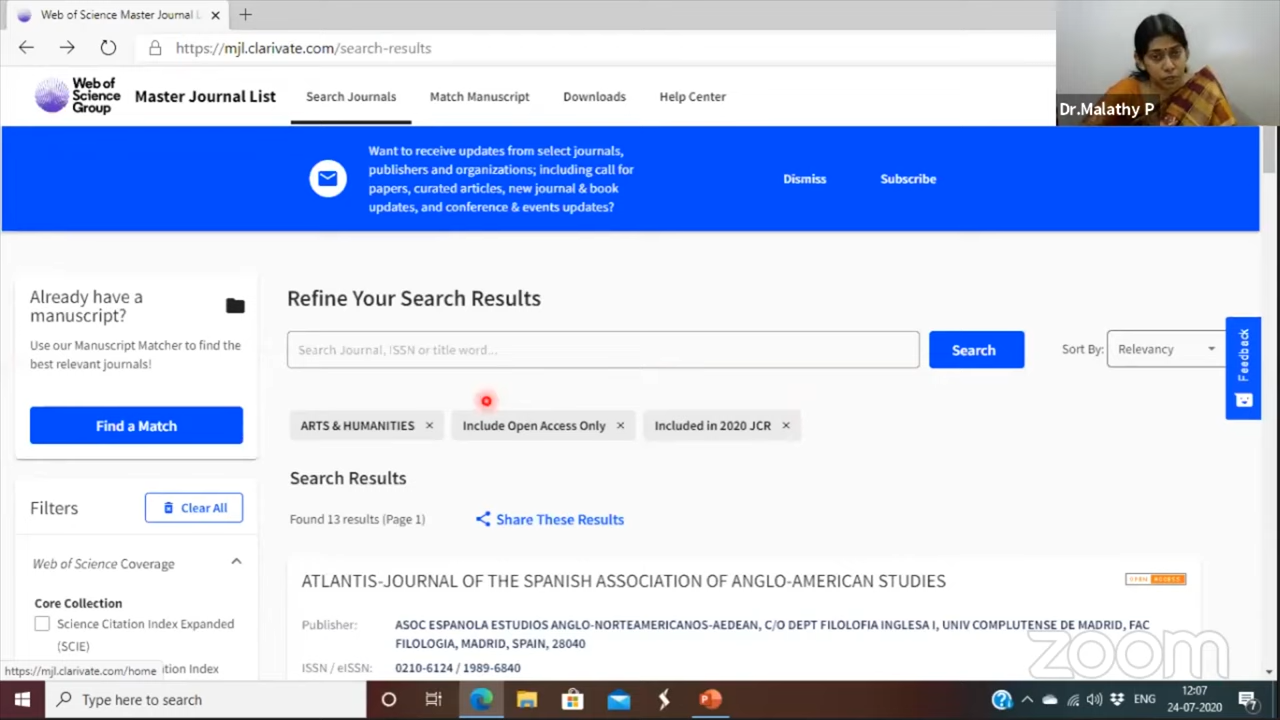 Web of Science Master Journal L
https://mjl.clarivate.com/search-results
Dr.Malathy P
Web of Science Group
Master Journal List
Search Journals
Match Manuscript
Downloads
Help Center
Want to receive updates from select journals,
publishers and organizations; including call for
papers, curated articles, new journal & book
updates, and conference & events updates?
Dismiss
Subscribe
Already have a
manuscript?
Use our Manuscript Matcher to find the
best relevant journals!
Find a Match
Refine Your Search Results
Search Journal, ISSN or title word...
Search
Sort By:
Relevancy
Feedback
ARTS & HUMANITIES
Include Open Access Only
Included in 2020 JCR
Search Results
Found 13 results (Page 1)
Share These Results
Filters
Clear All
Web of Science Coverage
Core Collection
Science Citation Index Expanded
(SCIE)
tation Index
https://mjl.clarivate.com/home
ATLANTIS-JOURNAL OF THE SPANISH ASSOCIATION OF ANGLO-AMERICAN STUDIES
OPEN ACCESS
Publisher:
ASOC ESPANOLA ESTUDIOS ANGLO-NORTEAMERICANOS-AEDEAN, C/O DEPT FILOLOFIA INGLESA I, UNIV COMPLUTENSE DE MADRID, FAC
FILOLOGIA, MADRID, SPAIN, 28040
ISSN / eISSN:
0210-6124 / 1989-6840
zoom
Type here to search
ENG
12:07
24-07-2020
7